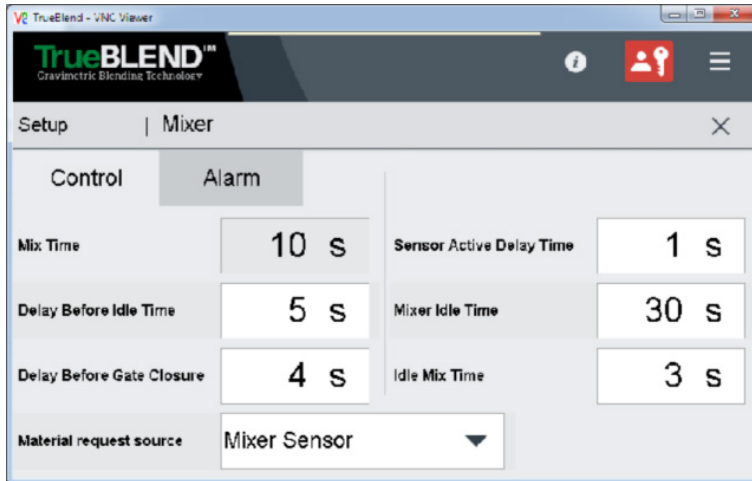 TrueBlend - VNC Viewer
TrueBLEND™
Gravimetric Blending Technology
Setup | Mixer
Control Alarm
Mix Time 10 s Sensor Active Delay Time 1 s
Delay Before Idle Time 5 s Mixer Idle Time 30 s
Delay Before Gate Closure 4 s Idle Mix Time 3 s
Material request source Mixer Sensor